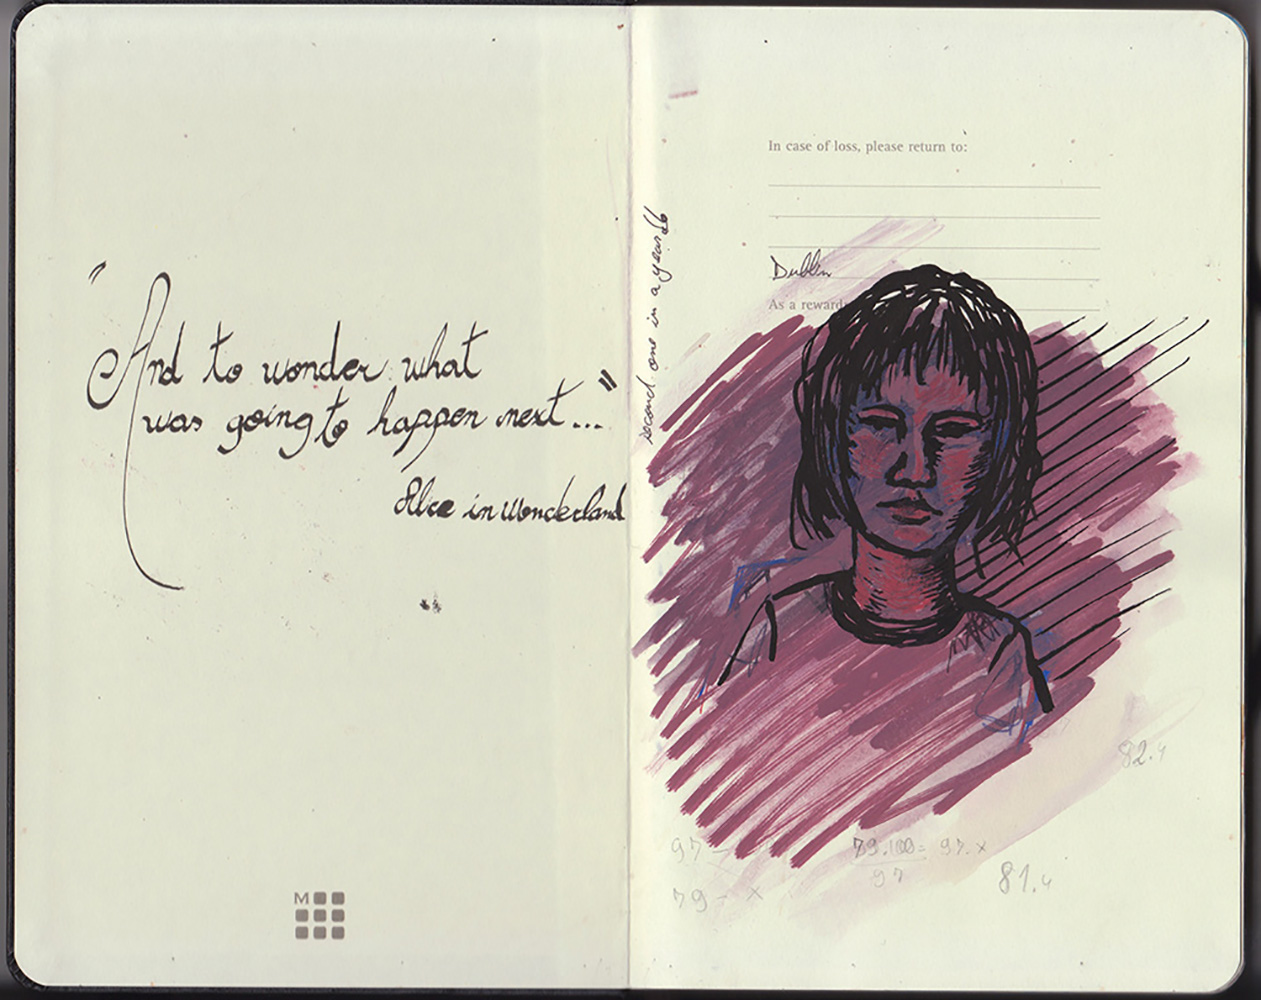 "And to wonder what
was going to happen next..."
Alice in Wonderland
M
second one in a year
In case of loss, please return to:
Dublin
As a reward
82.4
97 -
79 - x
79.100 = 97.x
97
81.4